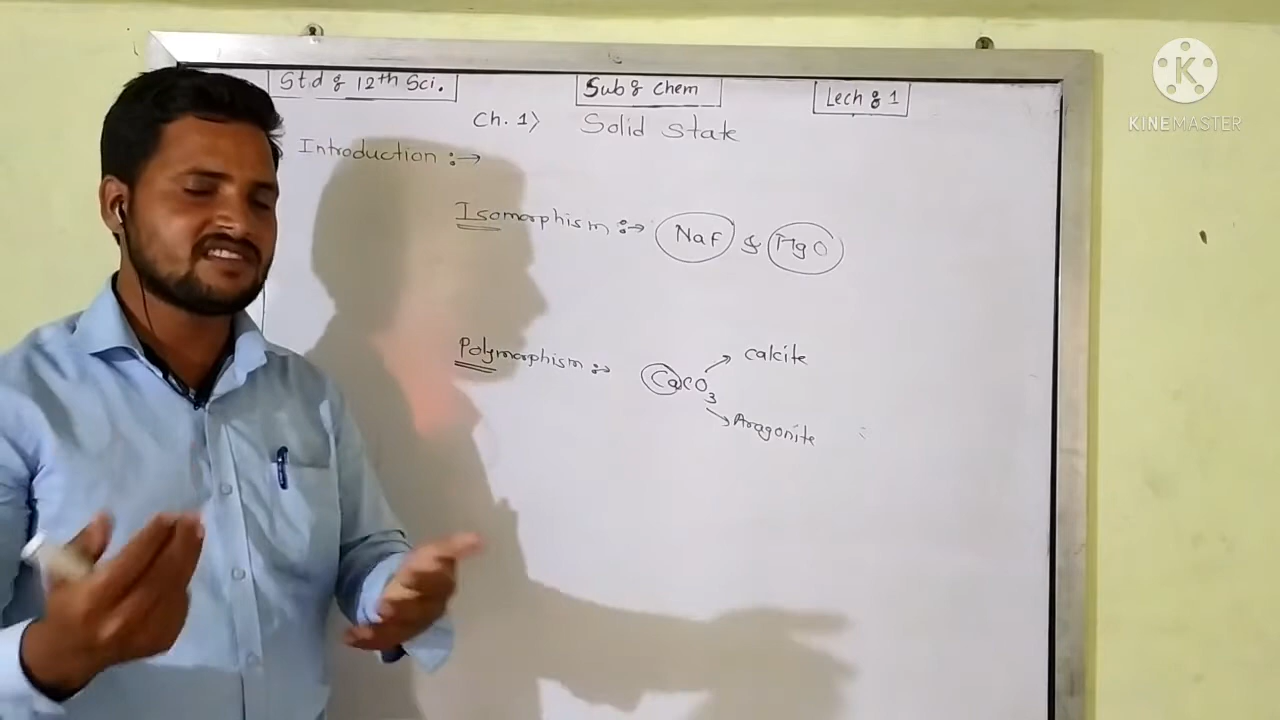 Std : 12th Sci.
Sub : Chem
Lech : 1
Ch. 1) Solid state
Introduction :→
Isomorphism :→ NaF & MgO
Polymorphism :→ CaCO3
calcite
Aragonite
K
KINEMASTER